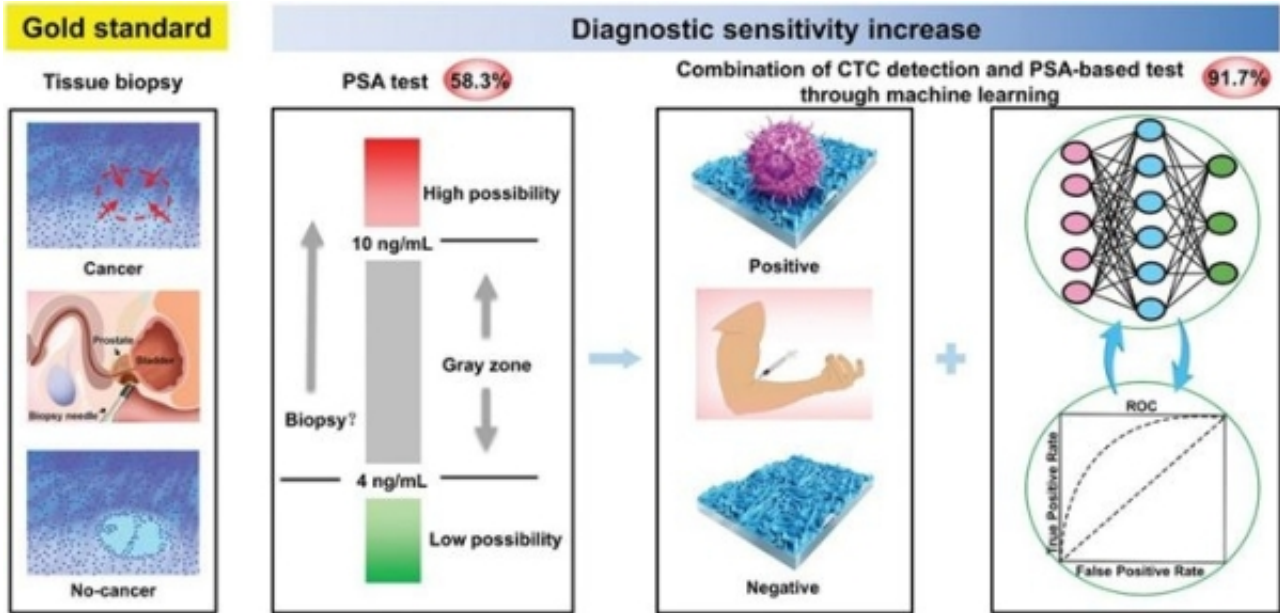 Gold standard
Diagnostic sensitivity increase
Tissue biopsy
Cancer
Prostate
Bladder
Biopsy needle
No-cancer
PSA test 58.3%
High possibility
10 ng/mL
Gray zone
Biopsy?
4 ng/mL
Low possibility
Combination of CTC detection and PSA-based test
through machine learning
91.7%
Positive
Negative
ROC
True Positive Rate
False Positive Rate